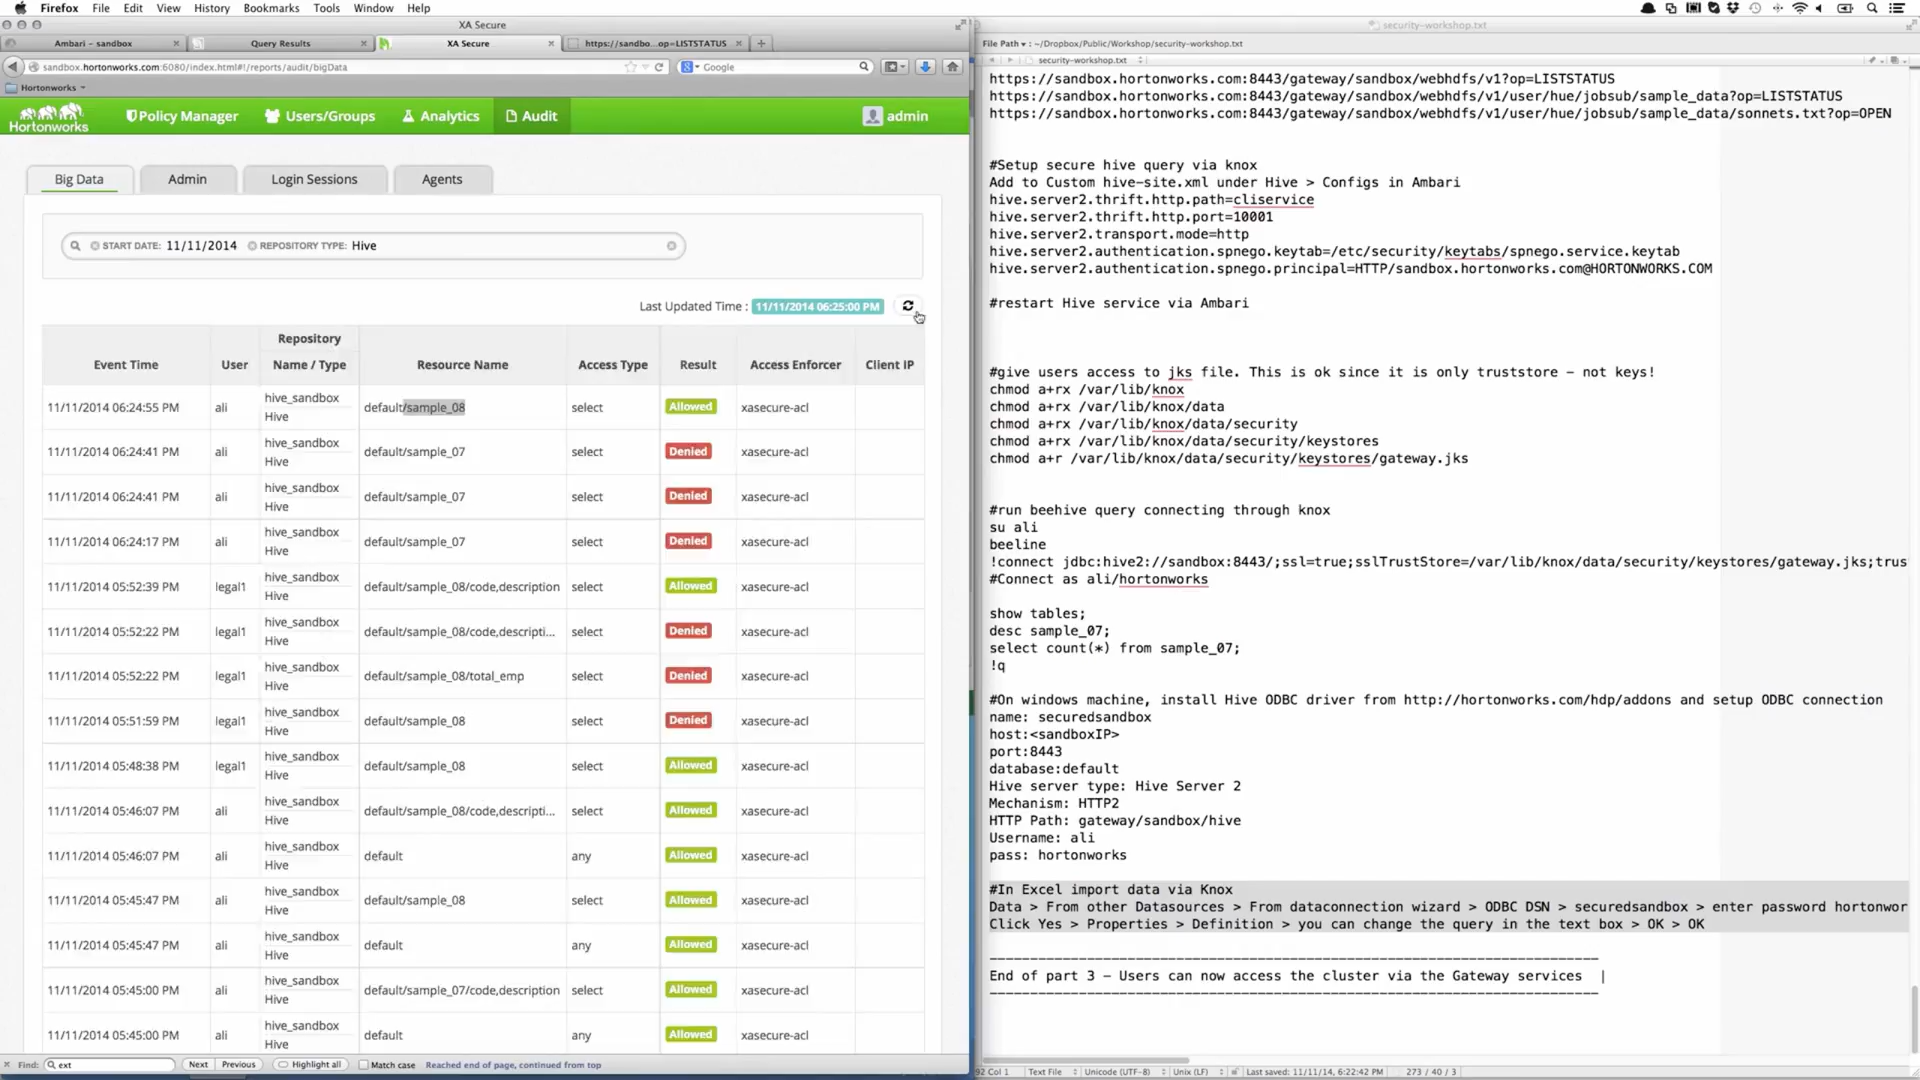 Firefox File Edit View History Bookmarks Tools Window Help
XA Secure
Ambari - sandbox
Query Results
XA Secure
https://sandbo...op=LISTSTATUS
sandbox.hortonworks.com:6080/index.html#!/reports/audit/bigData
Google
Hortonworks
Hortonworks
Policy Manager
Users/Groups
Analytics
Audit
admin
Big Data
Admin
Login Sessions
Agents
START DATE: 11/11/2014 REPOSITORY TYPE: Hive
Last Updated Time : 11/11/2014 06:25:00 PM
Repository
Event Time User Name / Type Resource Name Access Type Result Access Enforcer Client IP
11/11/2014 06:24:55 PM ali hive_sandbox Hive default/sample_08 select Allowed xasecure-acl
11/11/2014 06:24:41 PM ali hive_sandbox Hive default/sample_07 select Denied xasecure-acl
11/11/2014 06:24:41 PM ali hive_sandbox Hive default/sample_07 select Denied xasecure-acl
11/11/2014 06:24:17 PM ali hive_sandbox Hive default/sample_07 select Denied xasecure-acl
11/11/2014 05:52:39 PM legal1 hive_sandbox Hive default/sample_08/code,description select Allowed xasecure-acl
11/11/2014 05:52:22 PM legal1 hive_sandbox Hive default/sample_08/code,descripti... select Denied xasecure-acl
11/11/2014 05:52:22 PM legal1 hive_sandbox Hive default/sample_08/total_emp select Denied xasecure-acl
11/11/2014 05:51:59 PM legal1 hive_sandbox Hive default/sample_08 select Denied xasecure-acl
11/11/2014 05:48:38 PM legal1 hive_sandbox Hive default/sample_08 select Allowed xasecure-acl
11/11/2014 05:46:07 PM ali hive_sandbox Hive default/sample_08/code,descripti... select Allowed xasecure-acl
11/11/2014 05:46:07 PM ali hive_sandbox Hive default any Allowed xasecure-acl
11/11/2014 05:45:47 PM ali hive_sandbox Hive default/sample_08 select Allowed xasecure-acl
11/11/2014 05:45:47 PM ali hive_sandbox Hive default any Allowed xasecure-acl
11/11/2014 05:45:00 PM ali hive_sandbox Hive default/sample_07/code,description select Allowed xasecure-acl
11/11/2014 05:45:00 PM ali hive_sandbox Hive default any Allowed xasecure-acl
Find: ext Next Previous Highlight all Match case Reached end of page, continued from top
security-workshop.txt
File Path ▾ : ~/Dropbox/Public/Workshop/security-workshop.txt
security-workshop.txt
https://sandbox.hortonworks.com:8443/gateway/sandbox/webhdfs/v1?op=LISTSTATUS
https://sandbox.hortonworks.com:8443/gateway/sandbox/webhdfs/v1/user/hue/jobsub/sample_data?op=LISTSTATUS
https://sandbox.hortonworks.com:8443/gateway/sandbox/webhdfs/v1/user/hue/jobsub/sample_data/sonnets.txt?op=OPEN
#Setup secure hive query via knox
Add to Custom hive-site.xml under Hive > Configs in Ambari
hive.server2.thrift.http.path=cliservice
hive.server2.thrift.http.port=10001
hive.server2.transport.mode=http
hive.server2.authentication.spnego.keytab=/etc/security/keytabs/spnego.service.keytab
hive.server2.authentication.spnego.principal=HTTP/sandbox.hortonworks.com@HORTONWORKS.COM
#restart Hive service via Ambari
#give users access to jks file. This is ok since it is only truststore - not keys!
chmod a+rx /var/lib/knox
chmod a+rx /var/lib/knox/data
chmod a+rx /var/lib/knox/data/security
chmod a+rx /var/lib/knox/data/security/keystores
chmod a+r /var/lib/knox/data/security/keystores/gateway.jks
#run beehive query connecting through knox
su ali
beeline
!connect jdbc:hive2://sandbox:8443/;ssl=true;sslTrustStore=/var/lib/knox/data/security/keystores/gateway.jks;trus
#Connect as ali/hortonworks
show tables;
desc sample_07;
select count(*) from sample_07;
!q
#On windows machine, install Hive ODBC driver from http://hortonworks.com/hdp/addons and setup ODBC connection
name: securedsandbox
host:<sandboxIP>
port:8443
database:default
Hive server type: Hive Server 2
Mechanism: HTTP2
HTTP Path: gateway/sandbox/hive
Username: ali
pass: hortonworks
#In Excel import data via Knox
Data > From other Datasources > From dataconnection wizard > ODBC DSN > securedsandbox > enter password hortonwor
Click Yes > Properties > Definition > you can change the query in the text box > OK > OK
End of part 3 - Users can now access the cluster via the Gateway services
92 Col 1 Text File Unicode (UTF-8) Unix (LF) Last saved: 11/11/14, 6:22:42 PM 273 / 40 / 3